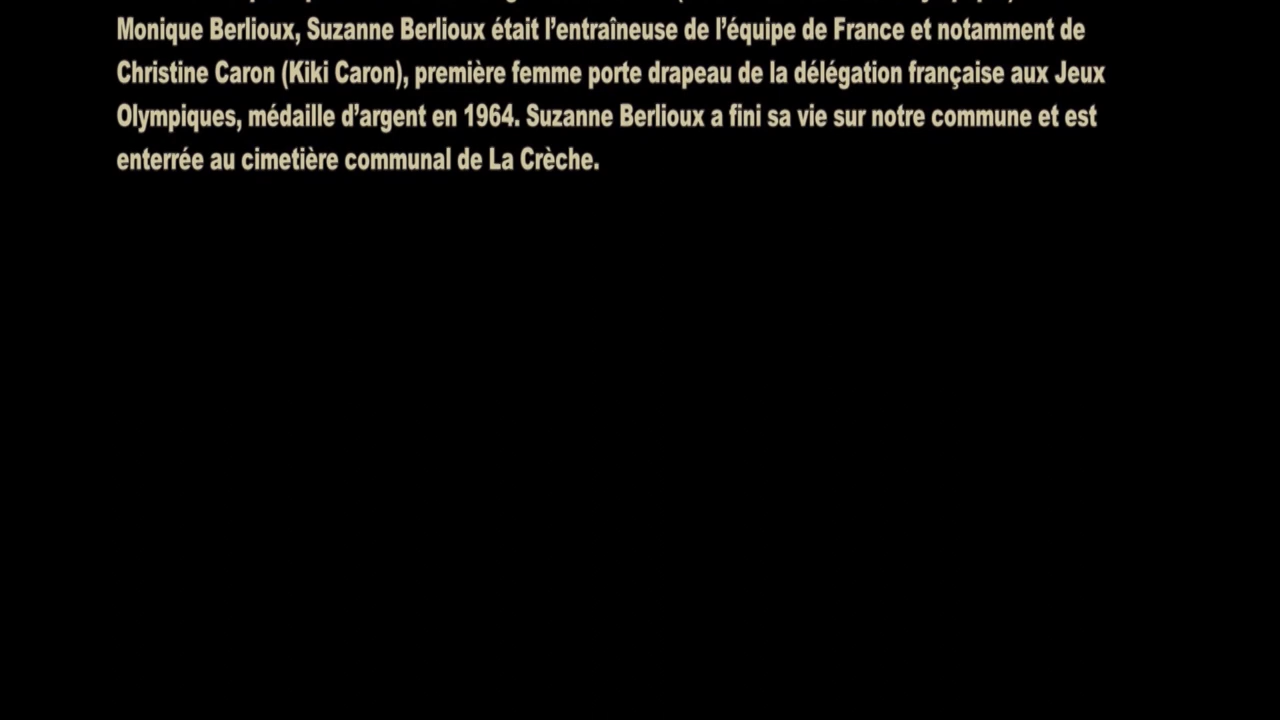 Monique Berlioux, Suzanne Berlioux était l’entraîneuse de l’équipe de France et notamment de
Christine Caron (Kiki Caron), première femme porte drapeau de la délégation française aux Jeux
Olympiques, médaille d’argent en 1964. Suzanne Berlioux a fini sa vie sur notre commune et est
enterrée au cimetière communal de La Crèche.